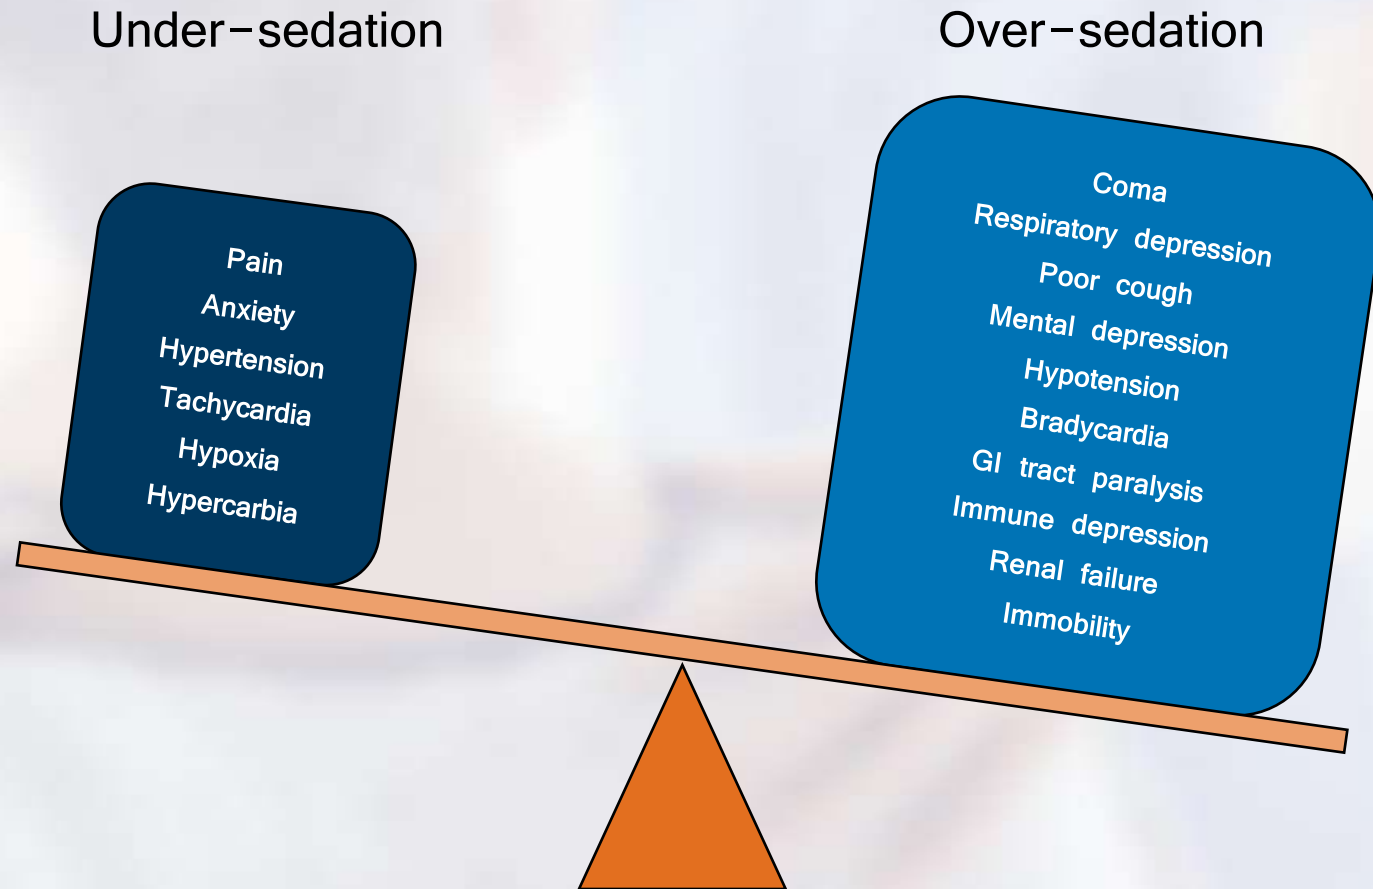 Under-sedation
Over-sedation
Pain
Anxiety
Hypertension
Tachycardia
Hypoxia
Hypercarbia
Coma
Respiratory depression
Poor cough
Mental depression
Hypotension
Bradycardia
GI tract paralysis
Immune depression
Renal failure
Immobility